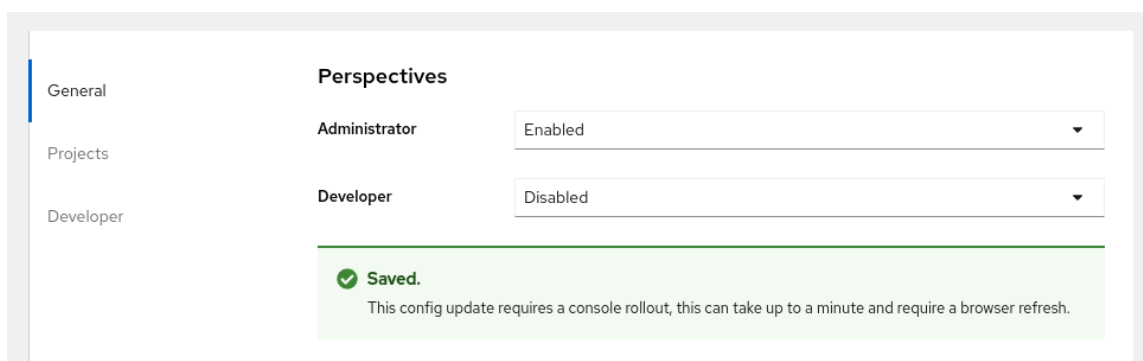 General
Projects
Developer
Perspectives
Administrator
Enabled
Developer
Disabled
Saved.
This config update requires a console rollout, this can take up to a minute and require a browser refresh.